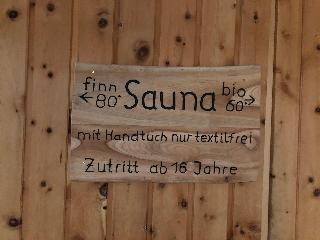 finn Sauna bio
←80° 60°→
mit Handtuch nur textilfrei
Zutritt ab 16 Jahre